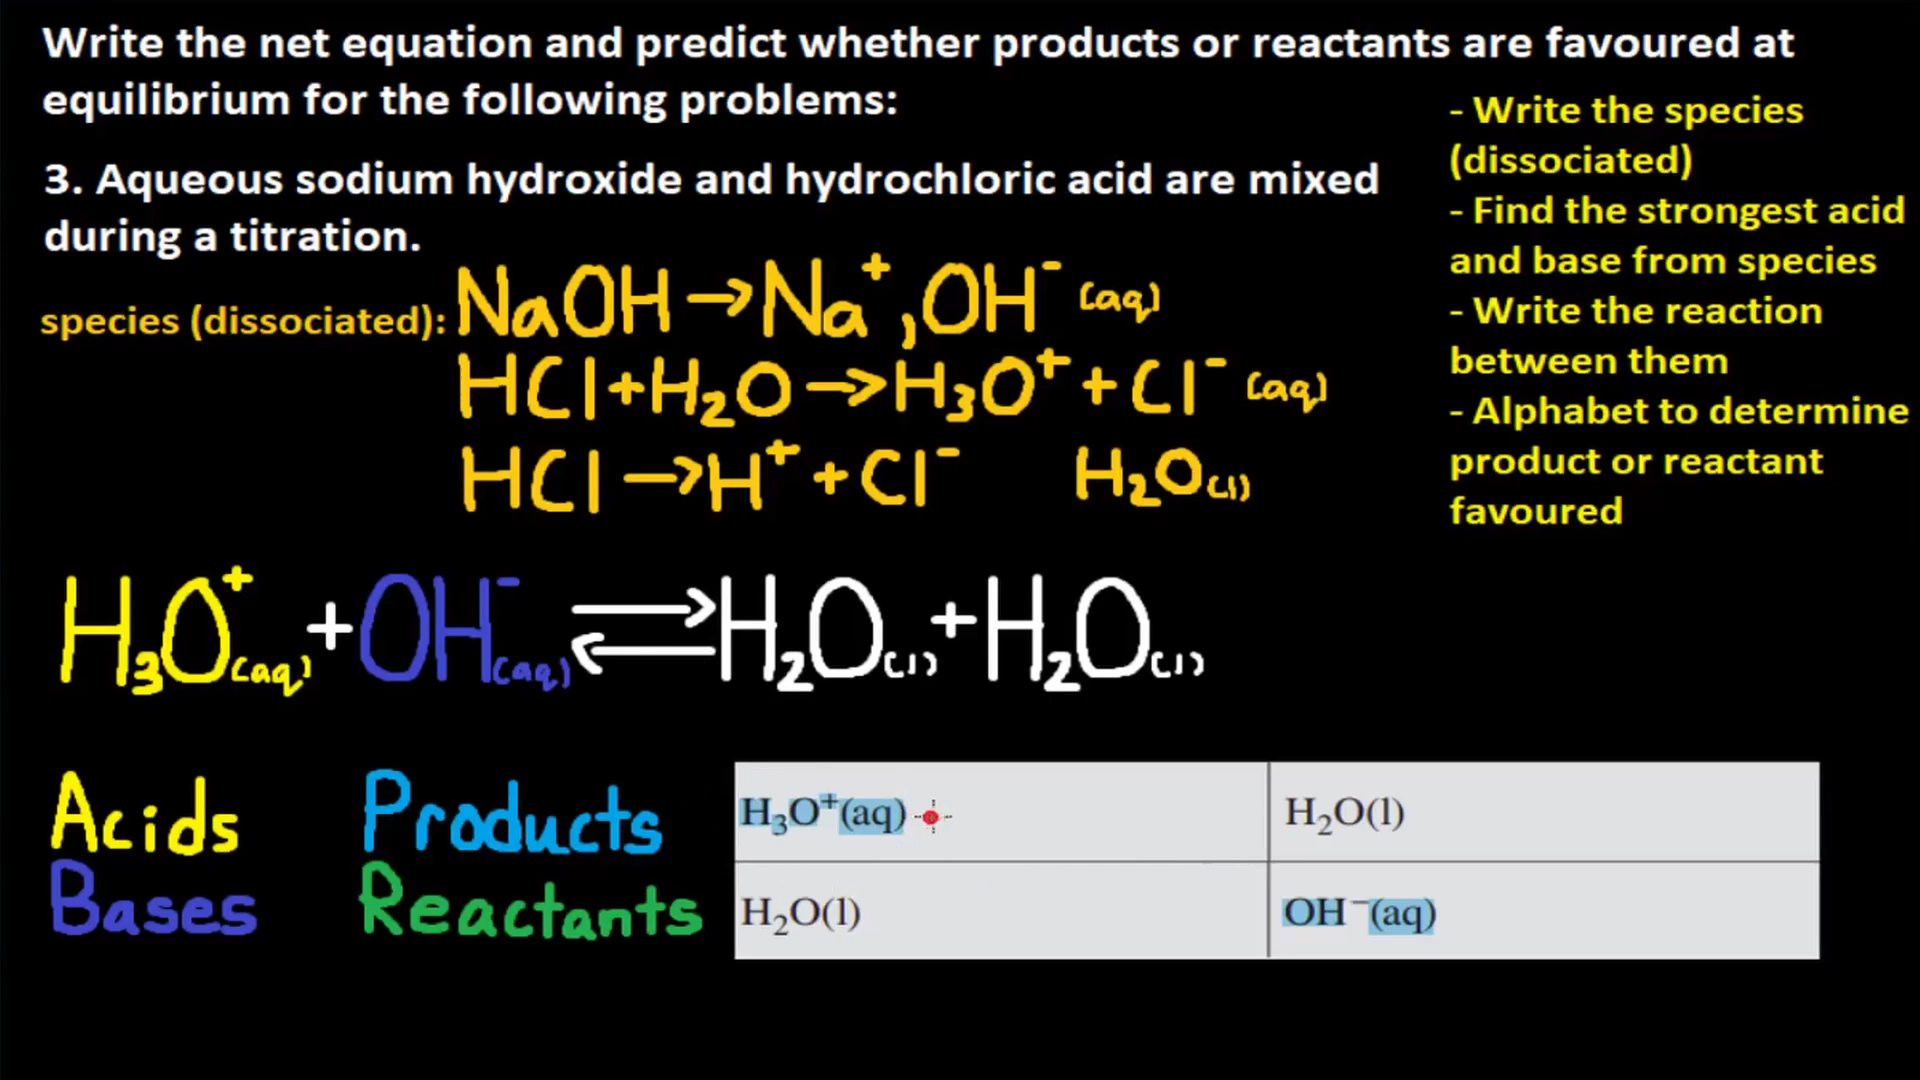 Write the net equation and predict whether products or reactants are favoured at
equilibrium for the following problems:
3. Aqueous sodium hydroxide and hydrochloric acid are mixed
during a titration.
- Write the species
(dissociated)
- Find the strongest acid
and base from species
- Write the reaction
between them
- Alphabet to determine
product or reactant
favoured
species (dissociated): NaOH → Na⁺, OH⁻ (aq)
HCl + H₂O → H₃O⁺ + Cl⁻ (aq)
HCl → H⁺ + Cl⁻ H₂O(l)
H₃O⁺(aq) + OH⁻(aq) ⇌ H₂O(l) + H₂O(l)
Acids Products
Bases Reactants
H₃O⁺(aq) H₂O(l)
H₂O(l) OH⁻(aq)